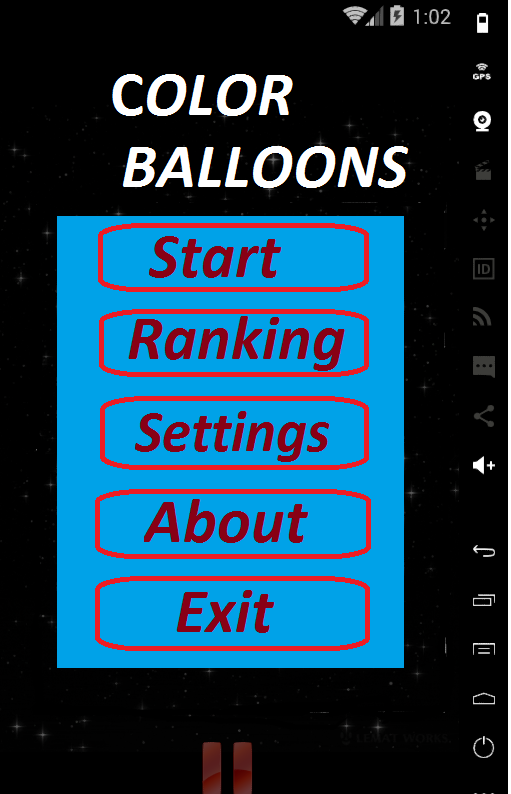 1:02
GPS
COLOR
BALLOONS
Start
Ranking
ID
Settings
About
Exit